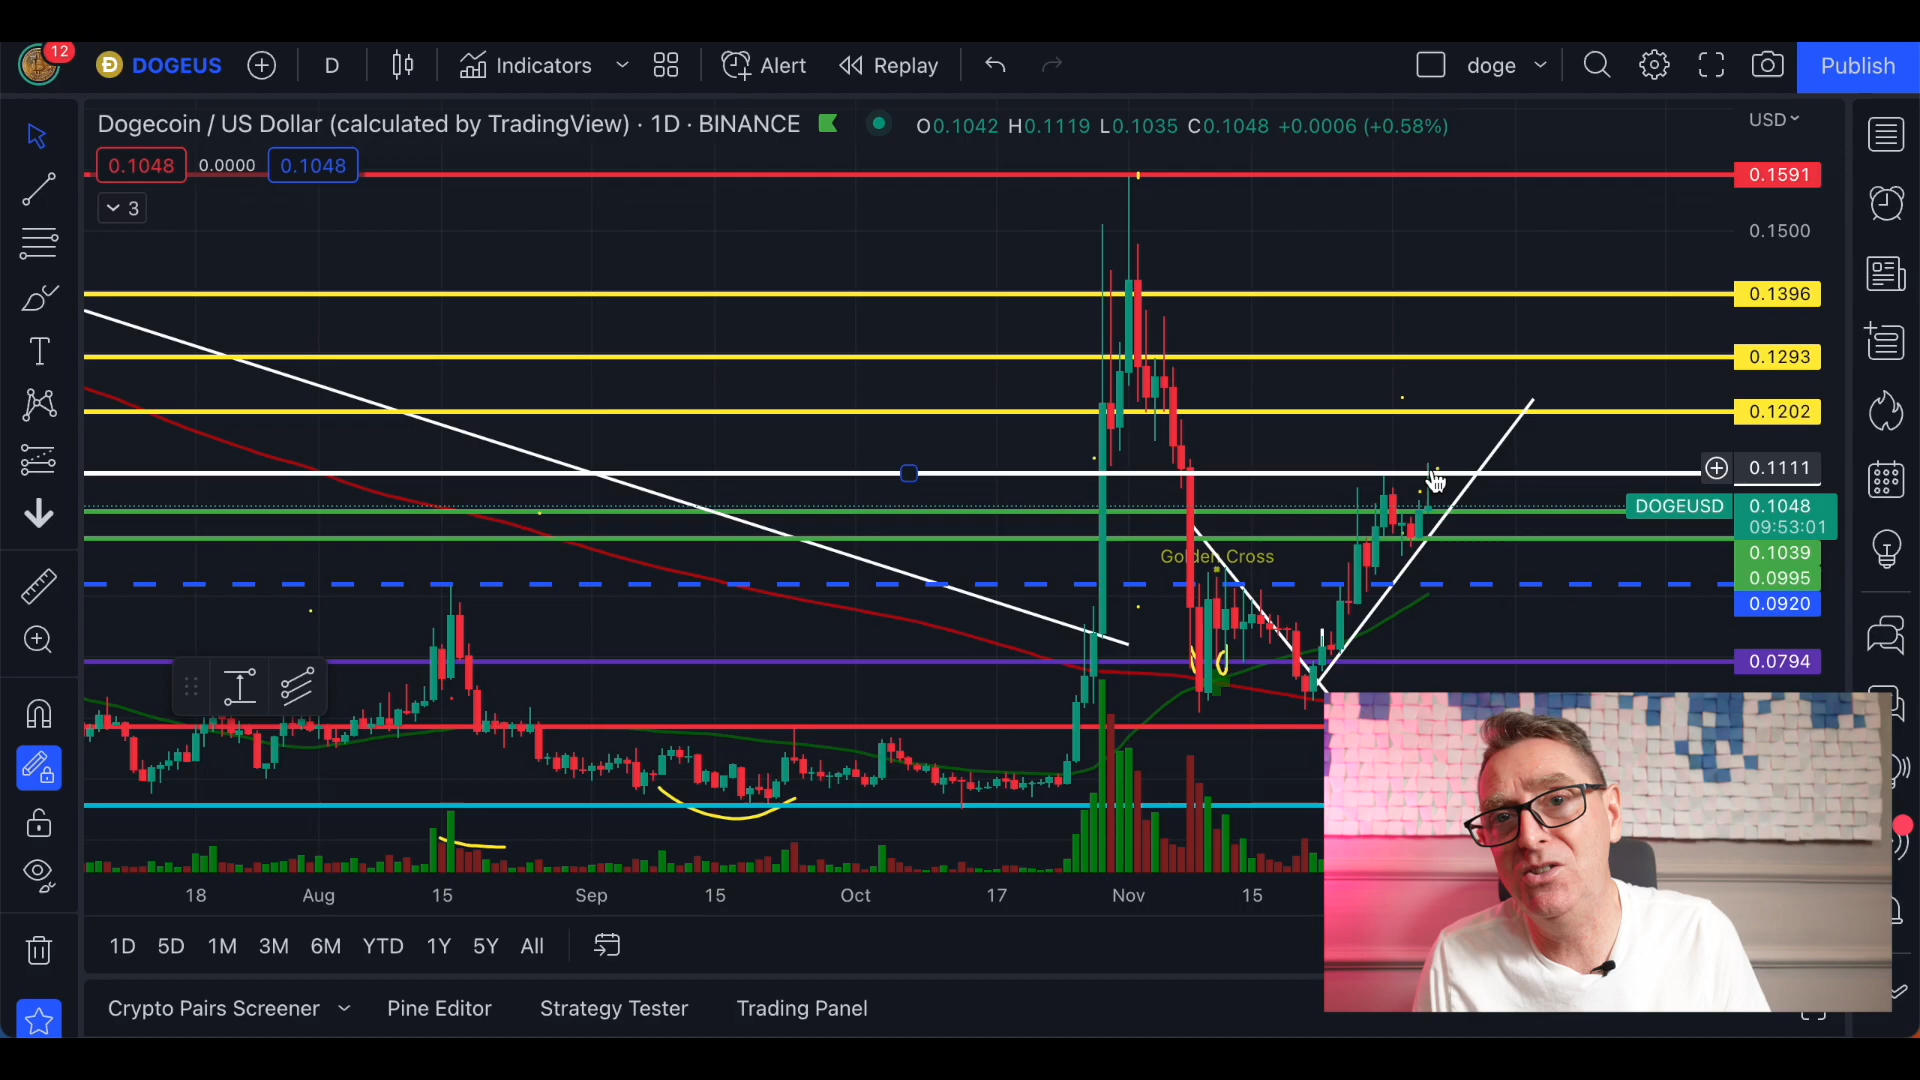 12
DOGEUS
D
Indicators
Alert
Replay
doge
Publish
Dogecoin / US Dollar (calculated by TradingView) · 1D · BINANCE
O0.1042 H0.1119 L0.1035 C0.1048 +0.0006 (+0.58%)
USD
0.1048 0.0000 0.1048
3
0.1591
0.1500
0.1396
0.1293
0.1202
0.1111
DOGEUSD 0.1048
09:53:01
0.1039
Golden Cross
0.0995
0.0920
0.0794
18 Aug 15 Sep 15 Oct 17 Nov 15
1D 5D 1M 3M 6M YTD 1Y 5Y All
Crypto Pairs Screener Pine Editor Strategy Tester Trading Panel